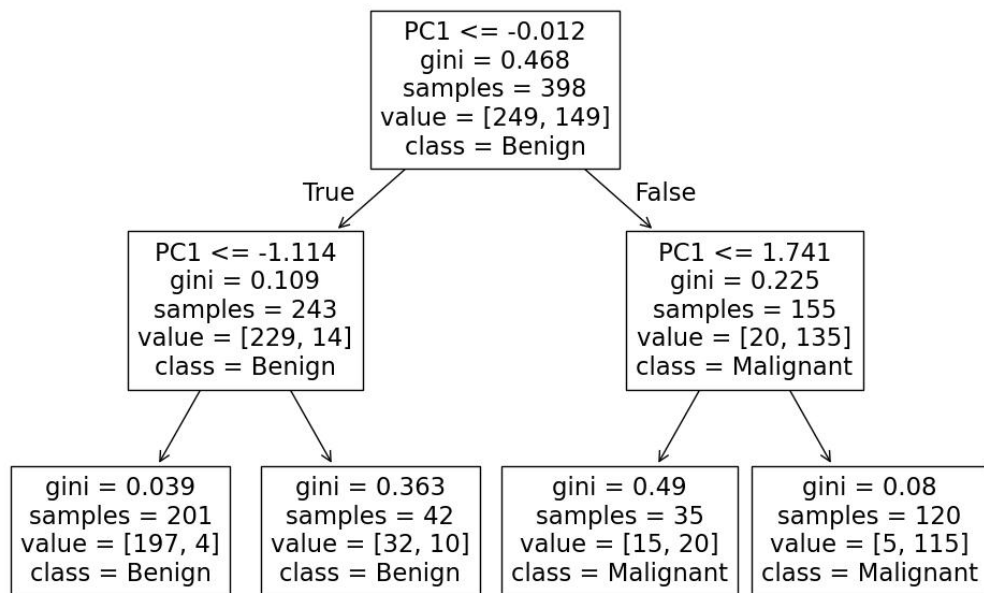 PC1 <= -0.012
gini = 0.468
samples = 398
value = [249, 149]
class = Benign
True
False
PC1 <= -1.114
gini = 0.109
samples = 243
value = [229, 14]
class = Benign
PC1 <= 1.741
gini = 0.225
samples = 155
value = [20, 135]
class = Malignant
gini = 0.039
samples = 201
value = [197, 4]
class = Benign
gini = 0.363
samples = 42
value = [32, 10]
class = Benign
gini = 0.49
samples = 35
value = [15, 20]
class = Malignant
gini = 0.08
samples = 120
value = [5, 115]
class = Malignant